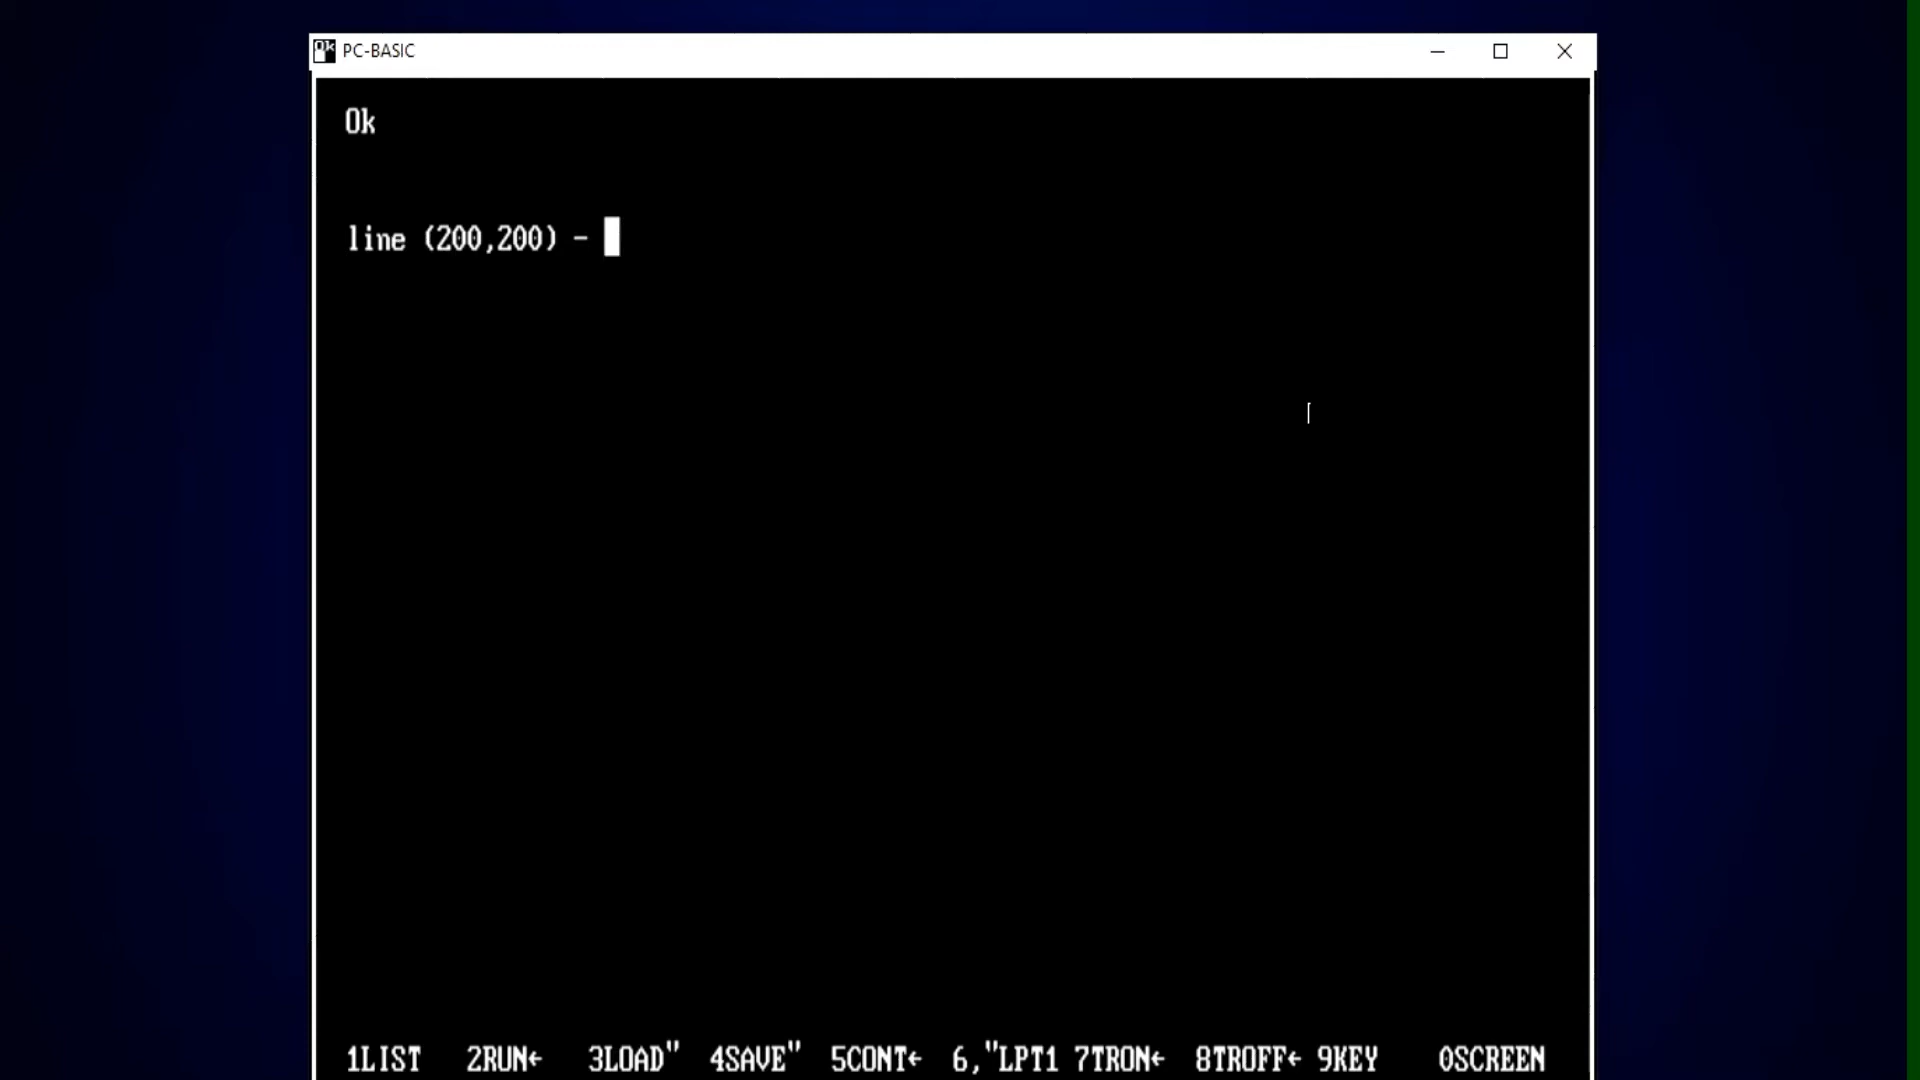 PC-BASIC
Ok
line (200,200) -
1LIST 2RUN← 3LOAD" 4SAVE" 5CONT← 6,"LPT1 7TRON← 8TROFF← 9KEY 0SCREEN